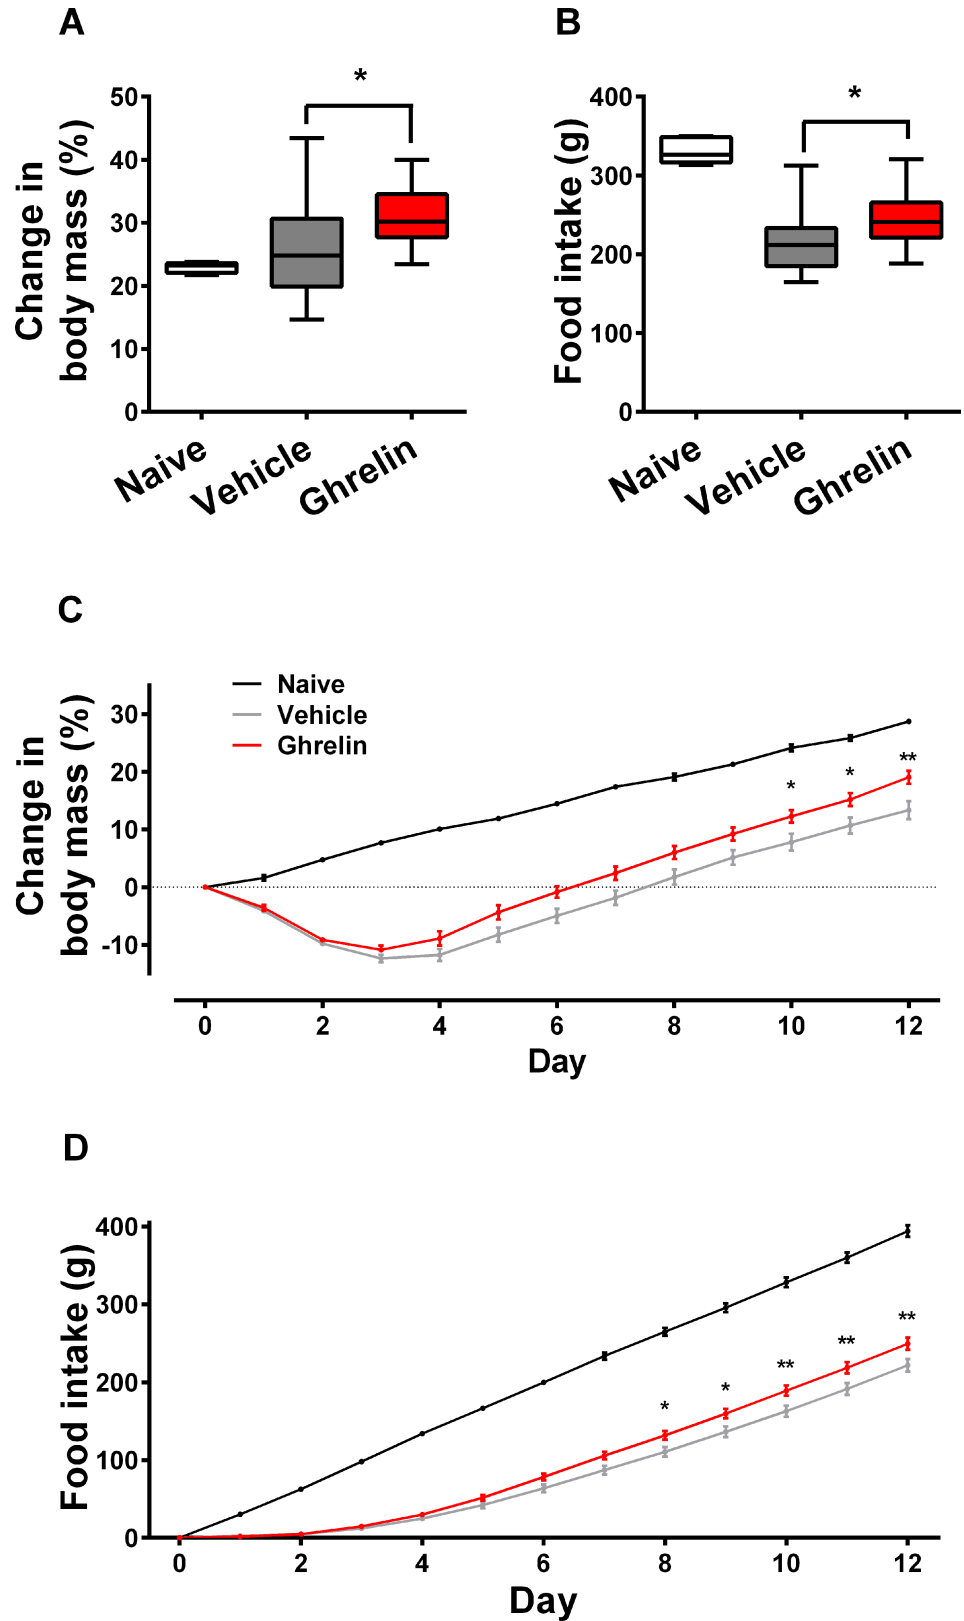 A
B
*
*
50
40
30
20
10
0
Change in
body mass (%)
Naive
Vehicle
Ghrelin
400
300
200
100
0
Food intake (g)
Naive
Vehicle
Ghrelin
C
Naive
Vehicle
Ghrelin
30
20
10
0
-10
Change in
body mass (%)
*
*
**
0 2 4 6 8 10 12
Day
D
400
300
200
100
0
Food intake (g)
*
*
**
**
**
0 2 4 6 8 10 12
Day